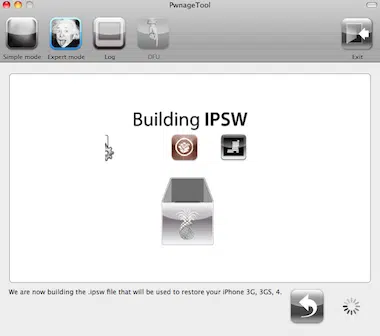 PwnageTool
Simple mode Expert mode Log DFU Exit
Building IPSW
We are now building the .ipsw file that will be used to restore your iPhone 3G, 3GS, 4.